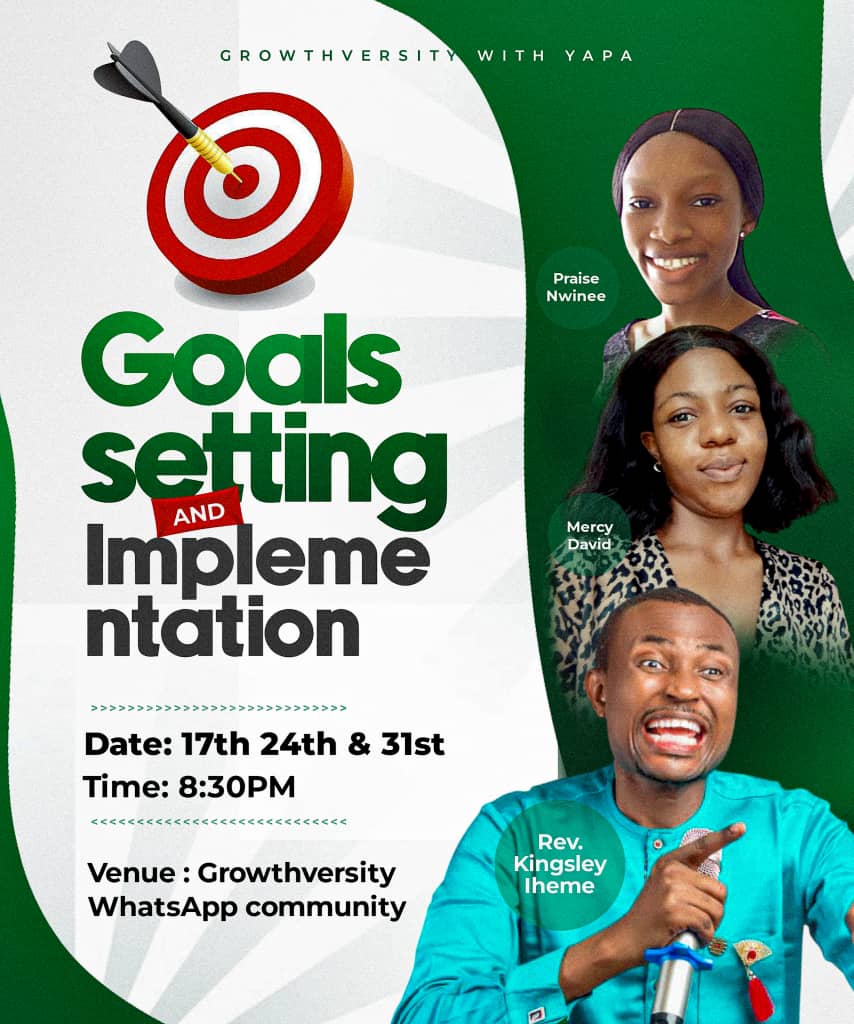 GROWTHVERSITY WITH YAPA
Goals
setting
AND
Impleme
ntation
>>>>>>>>>>>>>>>>>>>>>>>>>>>>
Date: 17th 24th & 31st
Time: 8:30PM
<<<<<<<<<<<<<<<<<<<<<<<<<<<<
Venue : Growthversity
WhatsApp community
Praise
Nwinee
Mercy
David
Rev.
Kingsley
Iheme